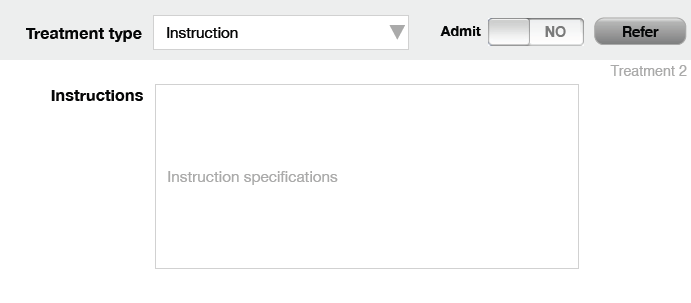 Treatment type Instruction Admit NO Refer
Treatment 2
Instructions
Instruction specifications